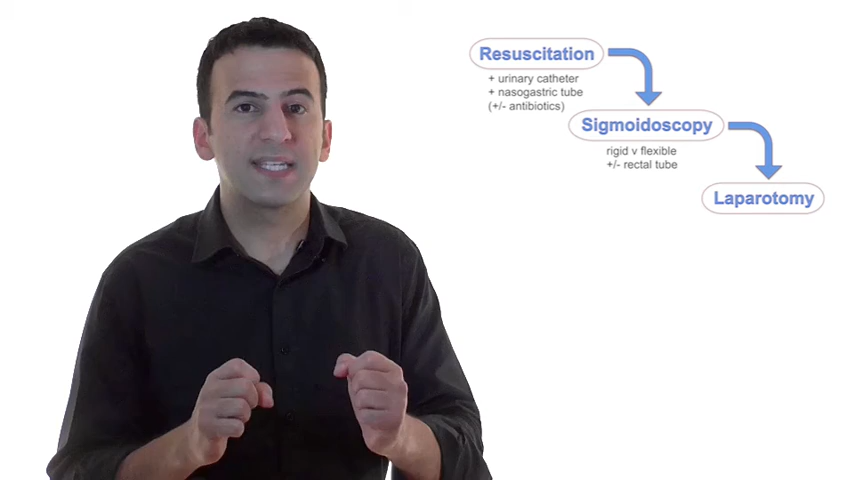 Resuscitation
+ urinary catheter
+ nasogastric tube
(+/- antibiotics)
Sigmoidoscopy
rigid v flexible
+/- rectal tube
Laparotomy